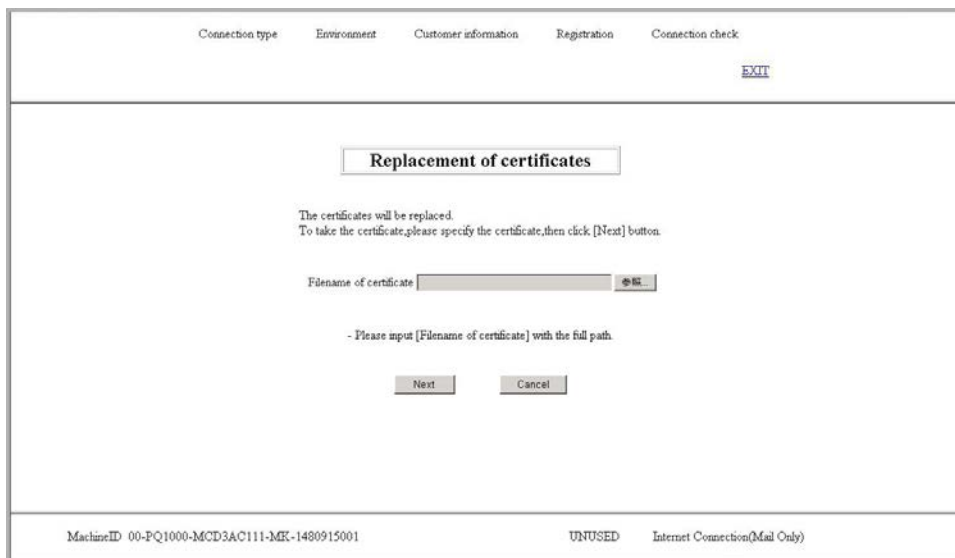 Connection type Environment Customer information Registration Connection check
EXIT
Replacement of certificates
The certificates will be replaced.
To take the certificate,please specify the certificate,then click [Next] button.
Filename of certificate 参照...
- Please input [Filename of certificate] with the full path.
Next Cancel
MachineID 00-PQ1000-MCD3AC111-MK-1480915001 UNUSED Internet Connection(Mail Only)